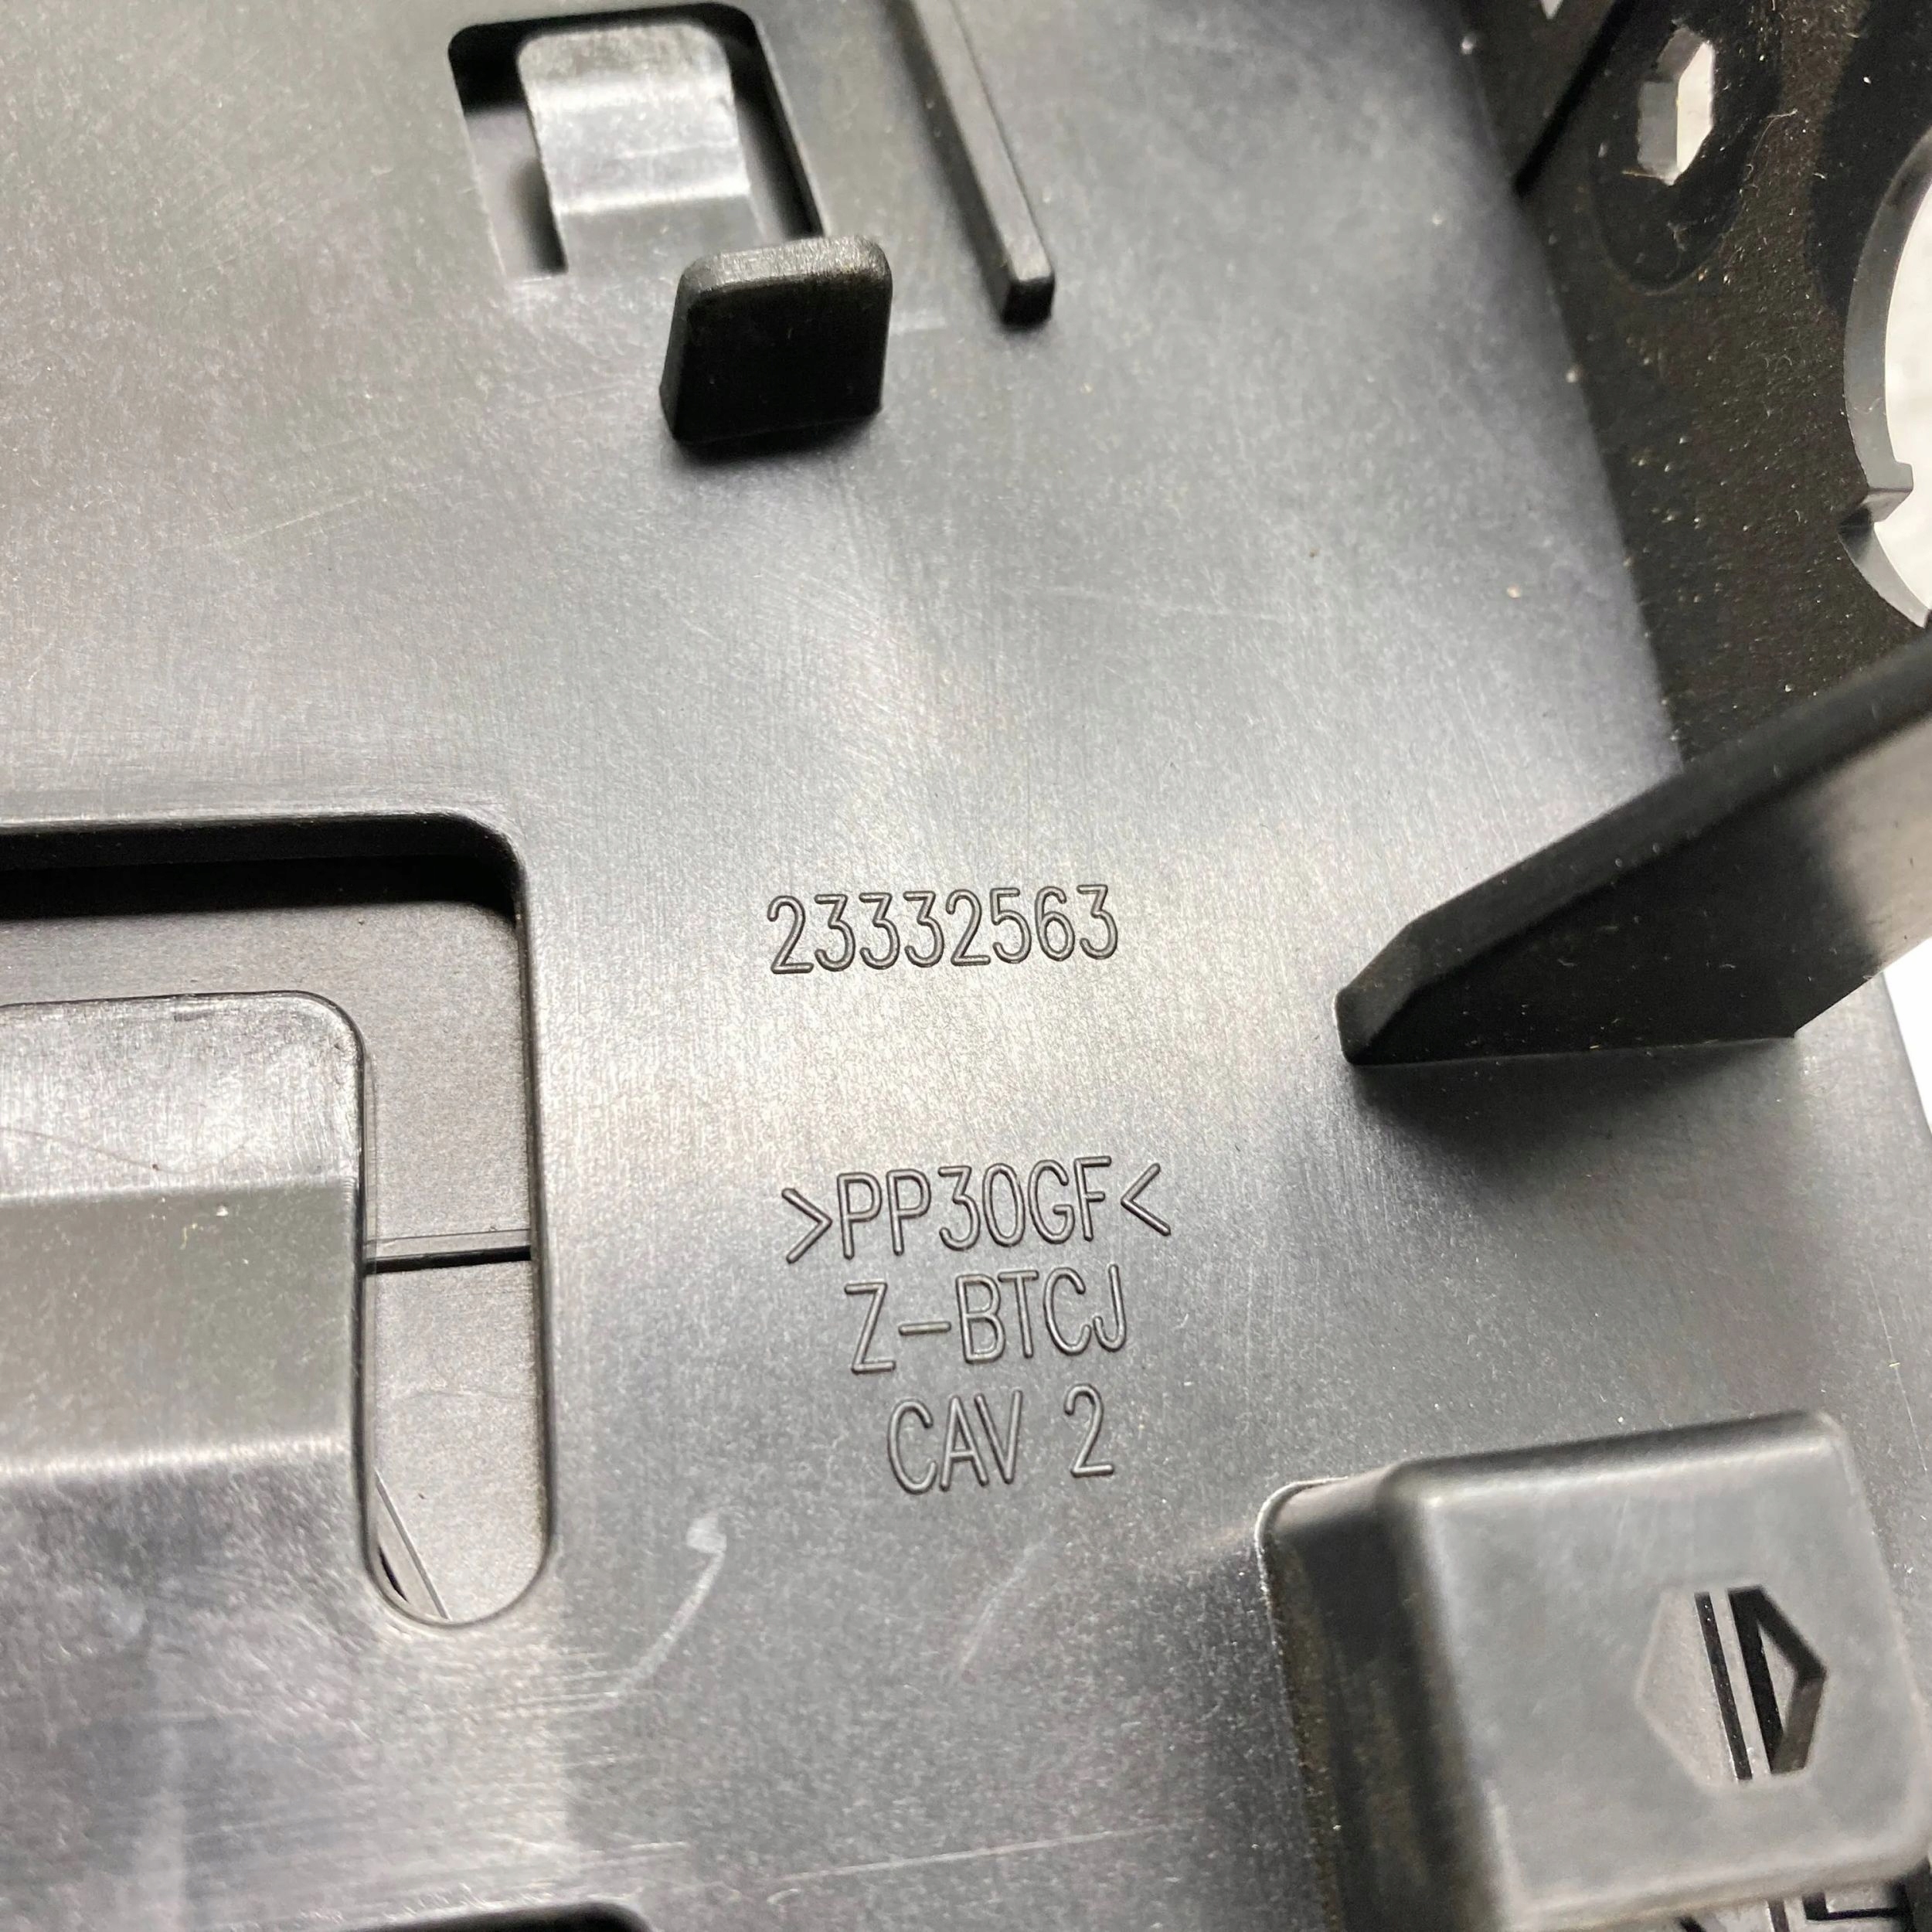 23332563
>PP30GF<
Z-BTCJ
CAV 2